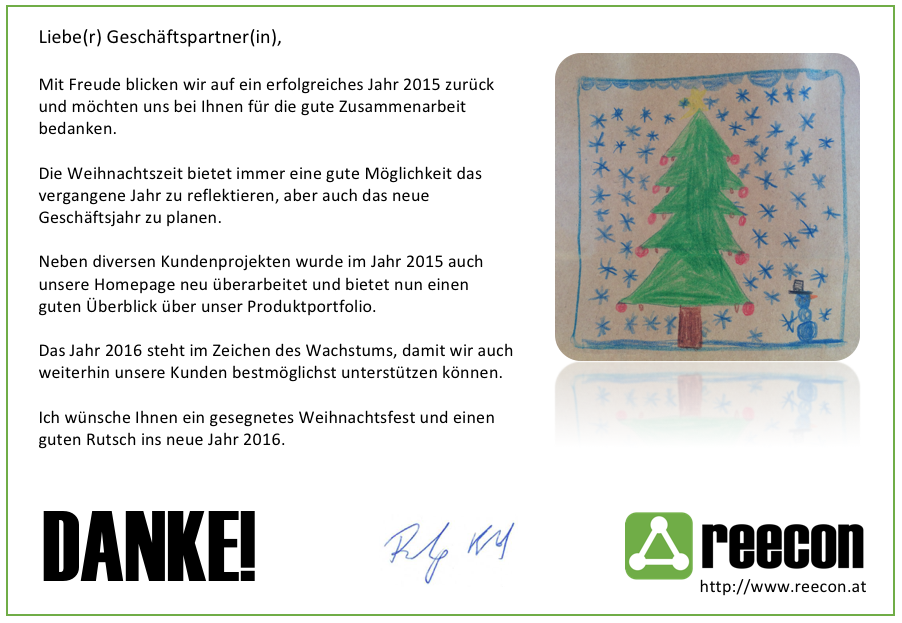 Liebe(r) Geschäftspartner(in),
Mit Freude blicken wir auf ein erfolgreiches Jahr 2015 zurück
und möchten uns bei Ihnen für die gute Zusammenarbeit
bedanken.
Die Weihnachtszeit bietet immer eine gute Möglichkeit das
vergangene Jahr zu reflektieren, aber auch das neue
Geschäftsjahr zu planen.
Neben diversen Kundenprojekten wurde im Jahr 2015 auch
unsere Homepage neu überarbeitet und bietet nun einen
guten Überblick über unser Produktportfolio.
Das Jahr 2016 steht im Zeichen des Wachstums, damit wir auch
weiterhin unsere Kunden bestmöglichst unterstützen können.
Ich wünsche Ihnen ein gesegnetes Weihnachtsfest und einen
guten Rutsch ins neue Jahr 2016.
DANKE!
reecon
http://www.reecon.at